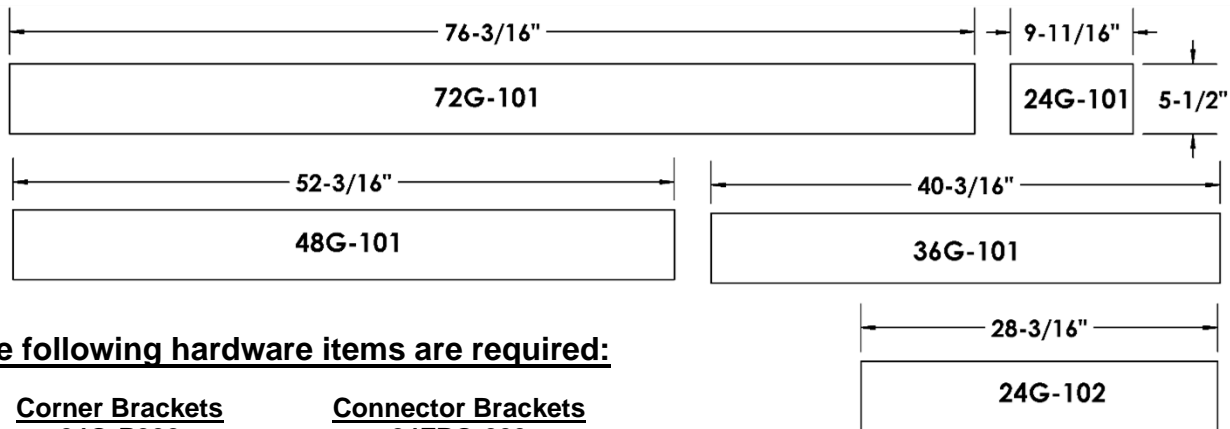 76-3/16"
9-11/16"
72G-101
24G-101
5-1/2"
52-3/16"
40-3/16"
48G-101
36G-101
28-3/16"
e following hardware items are required:
24G-102
Corner Brackets
Connector Brackets